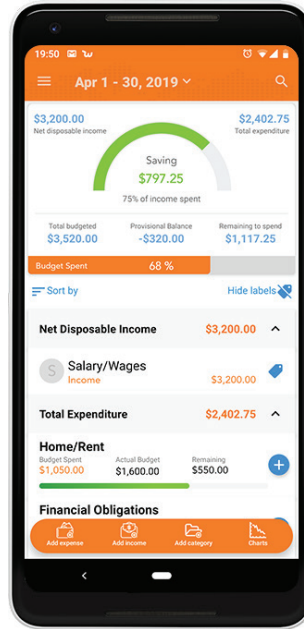 19:50
Apr 1 - 30, 2019
$3,200.00 $2,402.75
Net disposable income Total expenditure
Saving
$797.25
75% of income spent
Total budgeted Provisional Balance Remaining to spend
$3,520.00 -$320.00 $1,117.25
Budget Spent 68 %
Sort by Hide labels
Net Disposable Income $3,200.00
S Salary/Wages
Income $3,200.00
Total Expenditure $2,402.75
Home/Rent
Budget Spent Actual Budget Remaining
$1,050.00 $1,600.00 $550.00
Financial Obligations
Add expense Add income Add category Charts